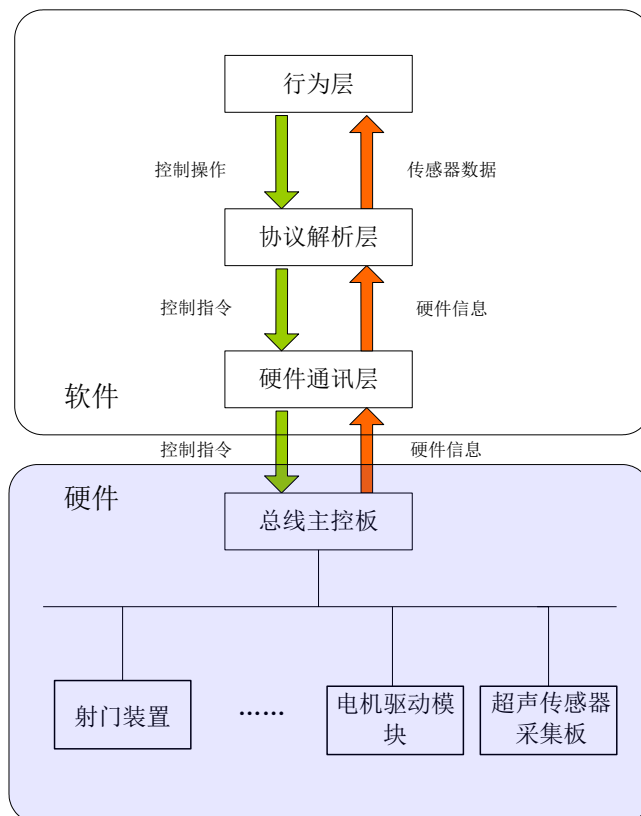 行为层
控制操作
传感器数据
协议解析层
控制指令
硬件信息
硬件通讯层
软件
控制指令
硬件信息
硬件
总线主控板
射门装置
……
电机驱动模
块
超声传感器
采集板